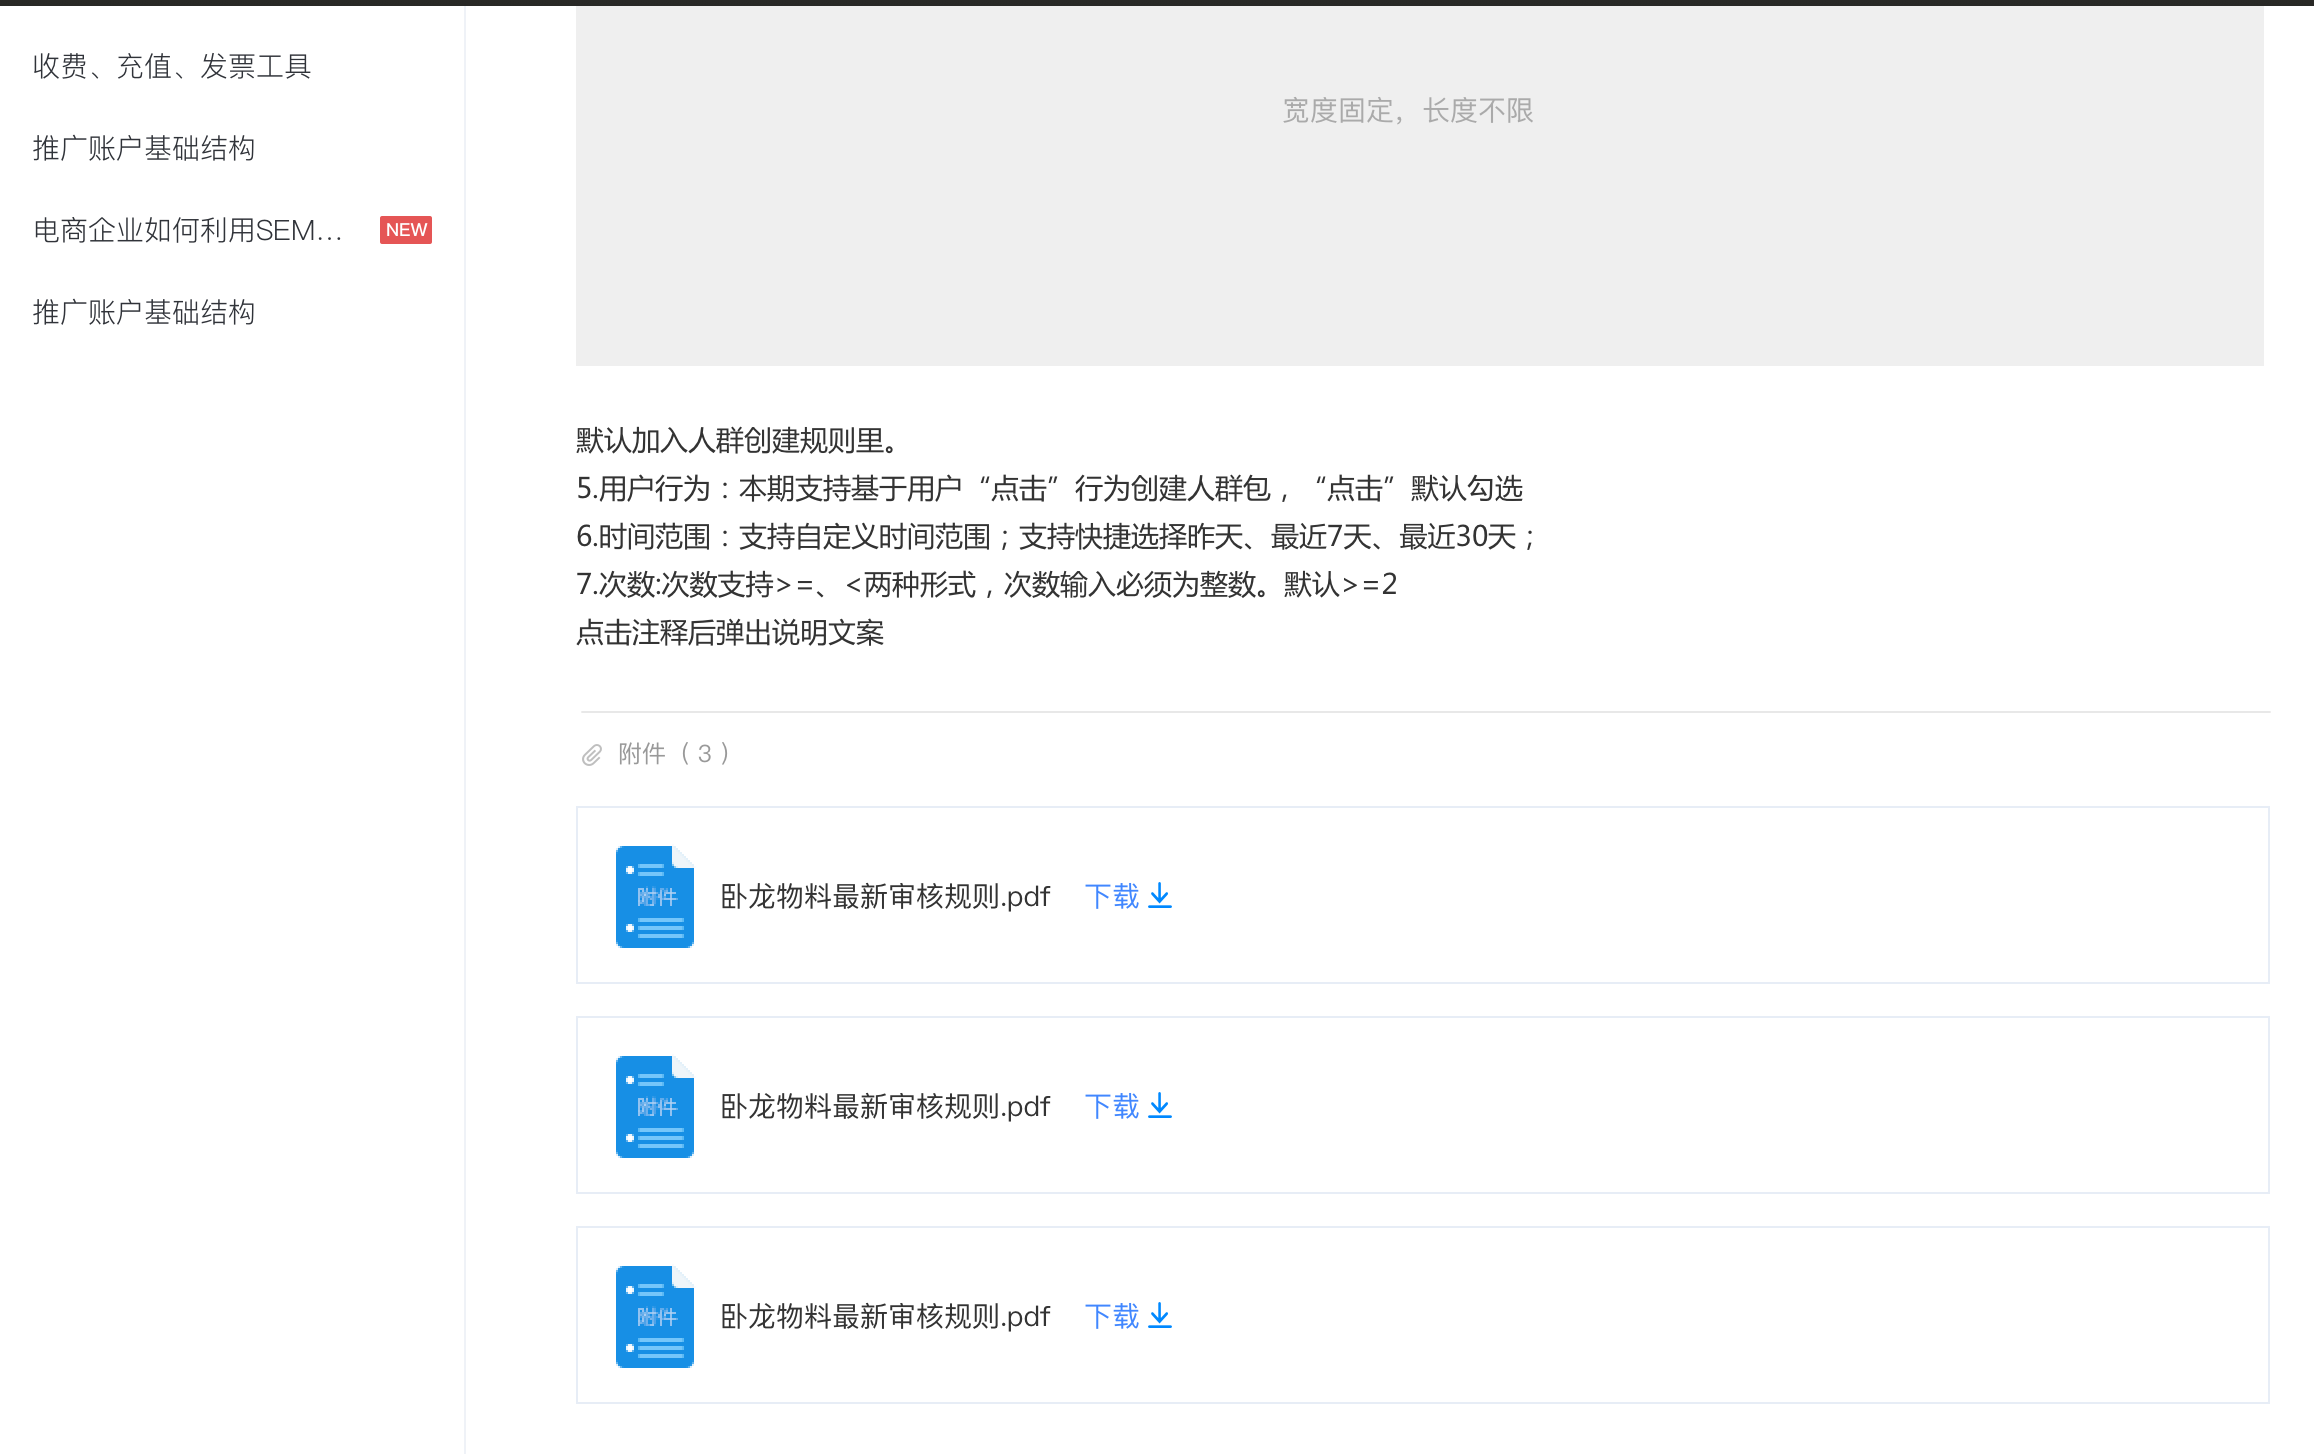 收费、充值、发票工具
推广账户基础结构
电商企业如何利用SEM... NEW
推广账户基础结构
宽度固定，长度不限
默认加入人群创建规则里。
5.用户行为：本期支持基于用户“点击”行为创建人群包，“点击”默认勾选
6.时间范围：支持自定义时间范围；支持快捷选择昨天、最近7天、最近30天；
7.次数:次数支持>=、<两种形式，次数输入必须为整数。默认>=2
点击注释后弹出说明文案
附件（3）
附件 卧龙物料最新审核规则.pdf 下载
附件 卧龙物料最新审核规则.pdf 下载
附件 卧龙物料最新审核规则.pdf 下载